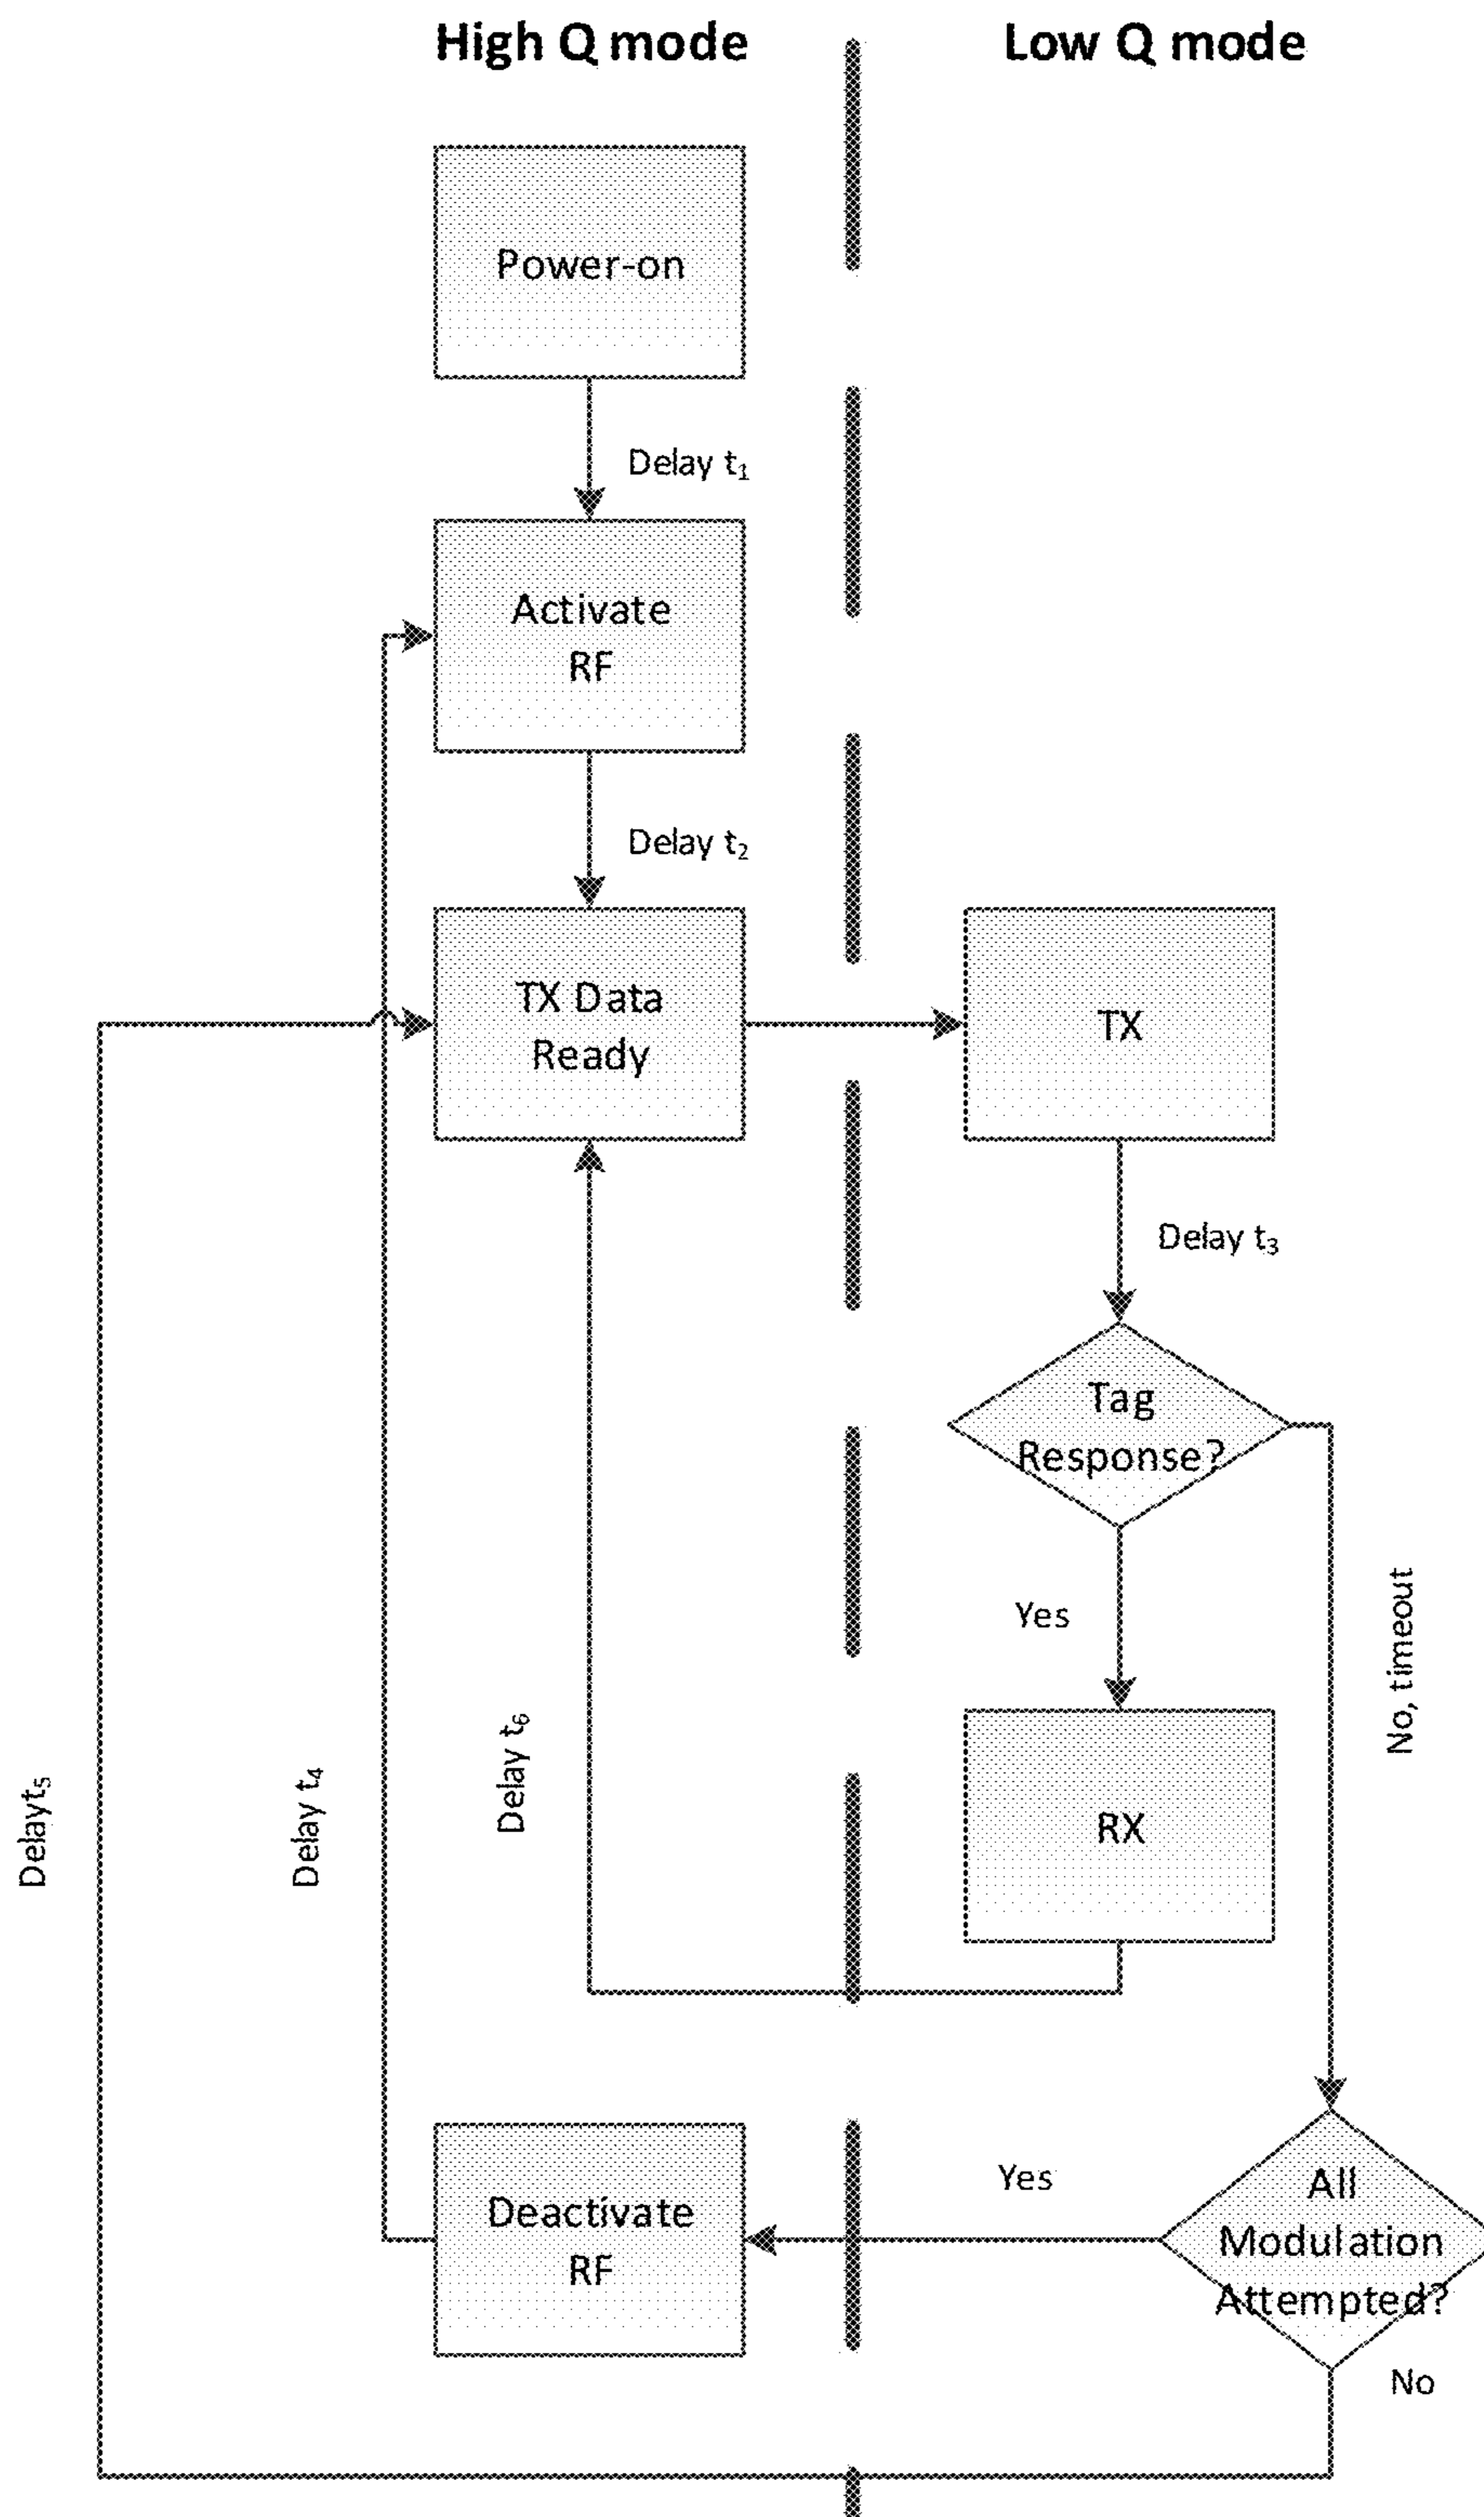 High Q mode
Low Q mode
Power-on
Delay t₁
Activate
RF
Delay t₂
TX Data
Ready
TX
Delay t₃
Tag
Response?
Yes
No, timeout
RX
Delay t₆
Delay t₄
Delayt₅
Yes
All
Modulation
Attempted?
Deactivate
RF
No